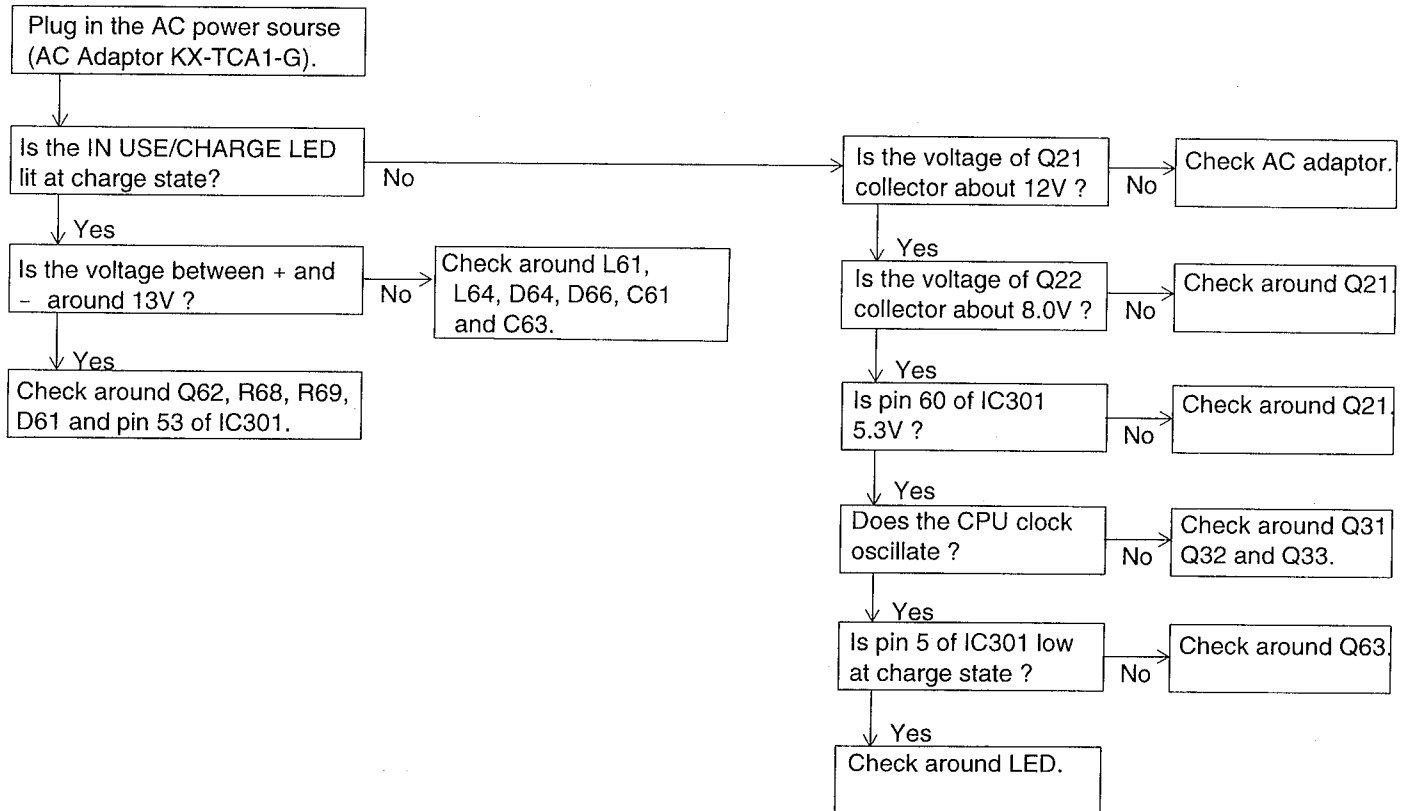 Plug in the AC power sourse
(AC Adaptor KX-TCA1-G).
Is the IN USE/CHARGE LED
lit at charge state?
No
Yes
Is the voltage between + and
– around 13V ?
No
Check around L61,
L64, D64, D66, C61
and C63.
Yes
Check around Q62, R68, R69,
D61 and pin 53 of IC301.
Is the voltage of Q21
collector about 12V ?
No
Check AC adaptor.
Yes
Is the voltage of Q22
collector about 8.0V ?
No
Check around Q21.
Yes
Is pin 60 of IC301
5.3V ?
No
Check around Q21.
Yes
Does the CPU clock
oscillate ?
No
Check around Q31
Q32 and Q33.
Yes
Is pin 5 of IC301 low
at charge state ?
No
Check around Q63.
Yes
Check around LED.